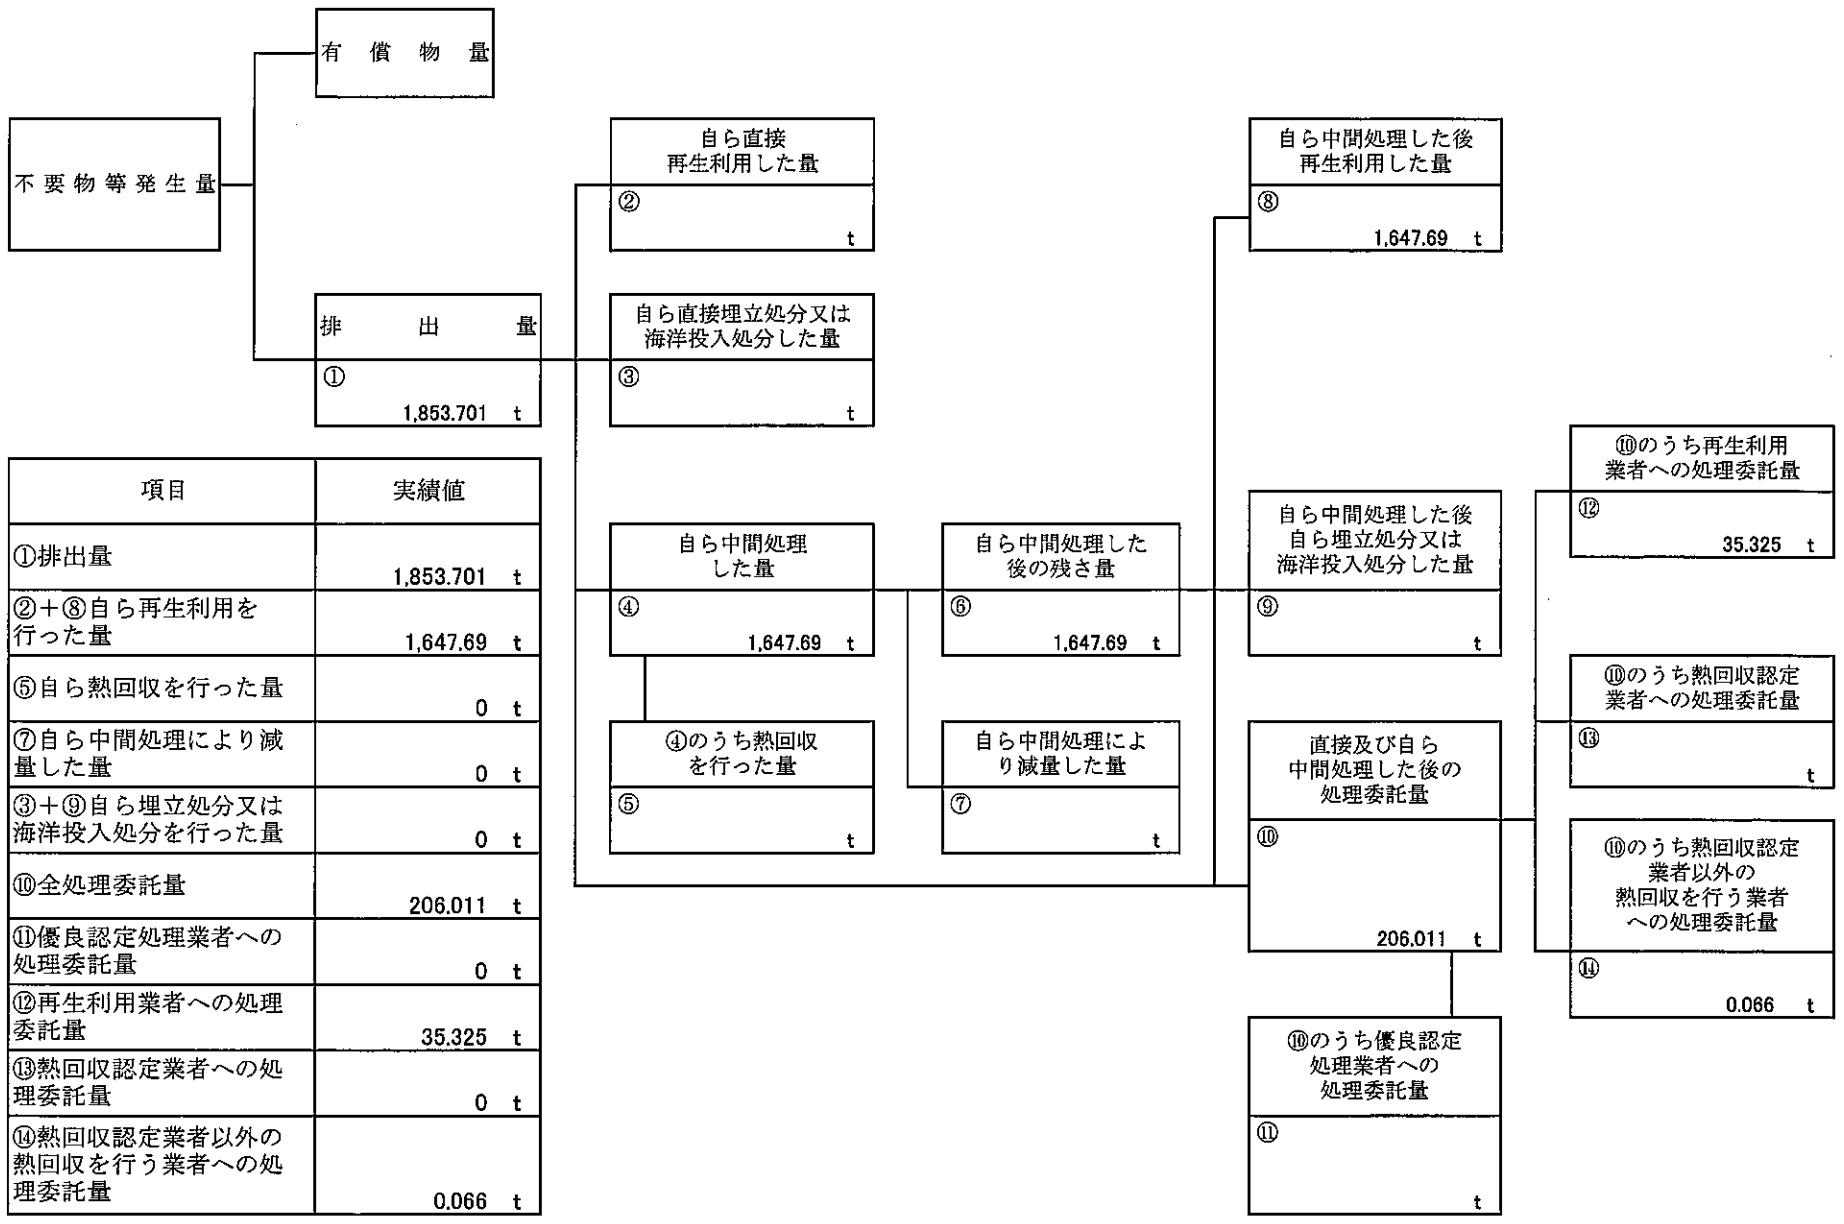 有償物量
不要物等発生量
自ら直接
再生利用した量
②
t
自ら中間処理した後
再生利用した量
⑧
1,647.69 t
排出量
①
1,853.701 t
自ら直接埋立処分又は
海洋投入処分した量
③
t
項目 実績値
①排出量
1,853.701 t
②＋⑧自ら再生利用を
行った量
1,647.69 t
⑤自ら熱回収を行った量
0 t
⑦自ら中間処理により減
量した量
0 t
③＋⑨自ら埋立処分又は
海洋投入処分を行った量
0 t
⑩全処理委託量
206.011 t
⑪優良認定処理業者への
処理委託量
0 t
⑫再生利用業者への処理
委託量
35.325 t
⑬熱回収認定業者への処
理委託量
0 t
⑭熱回収認定業者以外の
熱回収を行う業者への処
理委託量
0.066 t
自ら中間処理
した量
④
1,647.69 t
自ら中間処理した
後の残さ量
⑥
1,647.69 t
自ら中間処理した後
自ら埋立処分又は
海洋投入処分した量
⑨
t
④のうち熱回収
を行った量
⑤
t
自ら中間処理によ
り減量した量
⑦
t
直接及び自ら
中間処理した後の
処理委託量
⑩
206.011 t
⑩のうち優良認定
処理業者への
処理委託量
⑪
t
⑩のうち再生利用
業者への処理委託量
⑫
35.325 t
⑩のうち熱回収認定
業者への処理委託量
⑬
t
⑩のうち熱回収認定
業者以外の
熱回収を行う業者
への処理委託量
⑭
0.066 t